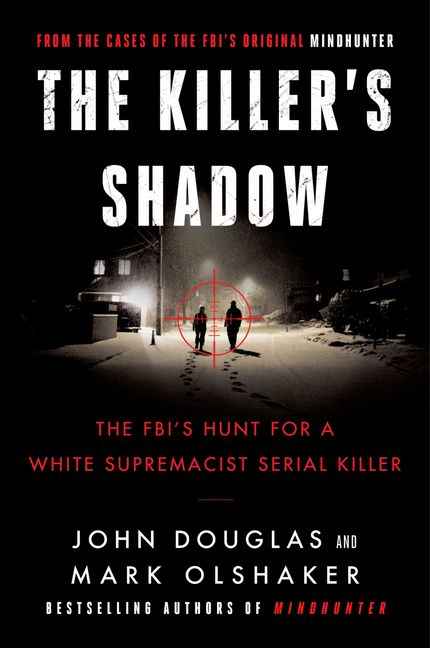 FROM THE CASES OF THE FBI'S ORIGINAL MINDHUNTER
THE KILLER'S
SHADOW
THE FBI'S HUNT FOR A
WHITE SUPREMACIST SERIAL KILLER
JOHN DOUGLAS AND
MARK OLSHAKER
BESTSELLING AUTHORS OF MINDHUNTER